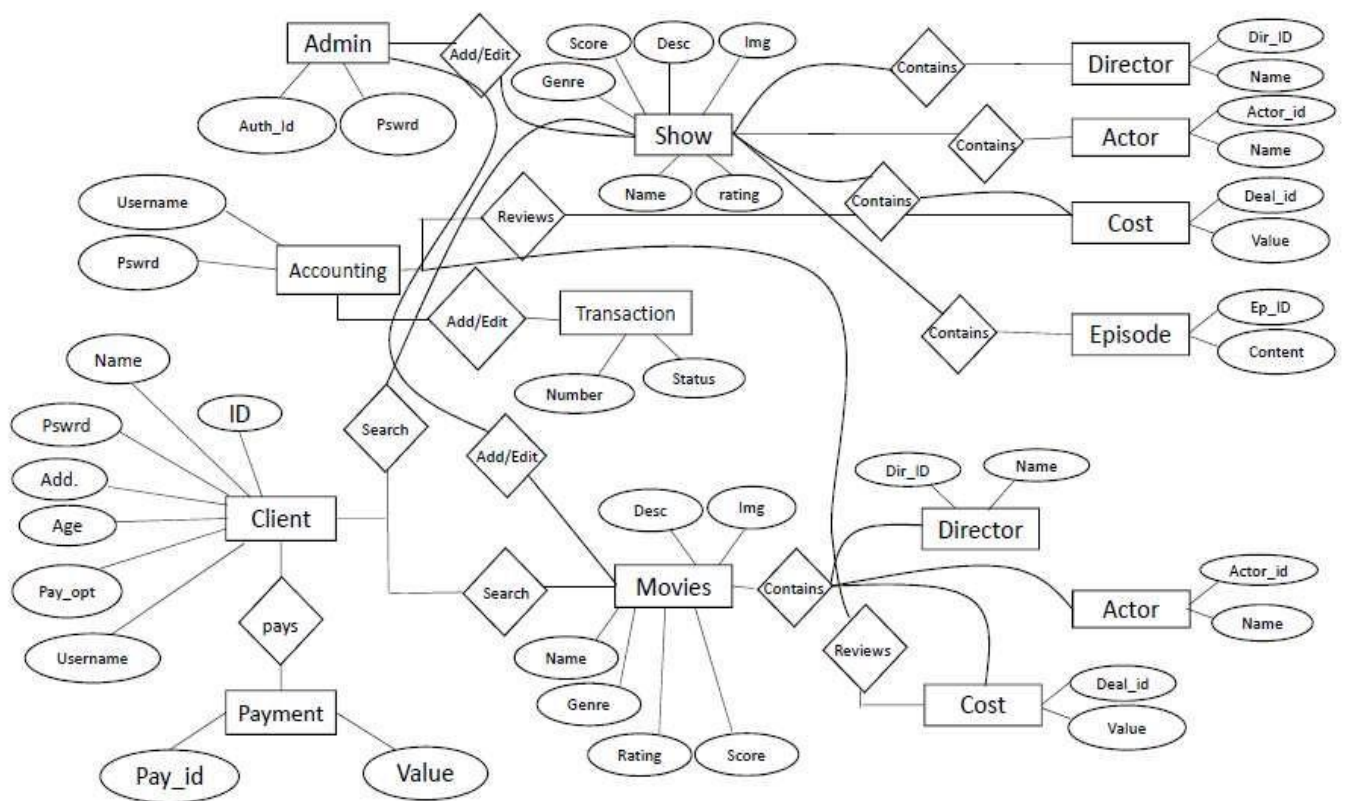 Admin
Add/Edit
Auth_Id
Pswrd
Score
Desc
Img
Genre
Show
Name
rating
Contains
Director
Dir_ID
Name
Contains
Actor
Actor_id
Name
Contains
Cost
Deal_id
Value
Contains
Episode
Ep_ID
Content
Username
Pswrd
Accounting
Reviews
Add/Edit
Transaction
Number
Status
Name
ID
Pswrd
Add.
Age
Pay_opt
Username
Client
Search
Add/Edit
Search
pays
Payment
Pay_id
Value
Desc
Img
Movies
Name
Genre
Rating
Score
Contains
Dir_ID
Name
Director
Actor
Actor_id
Name
Reviews
Cost
Deal_id
Value